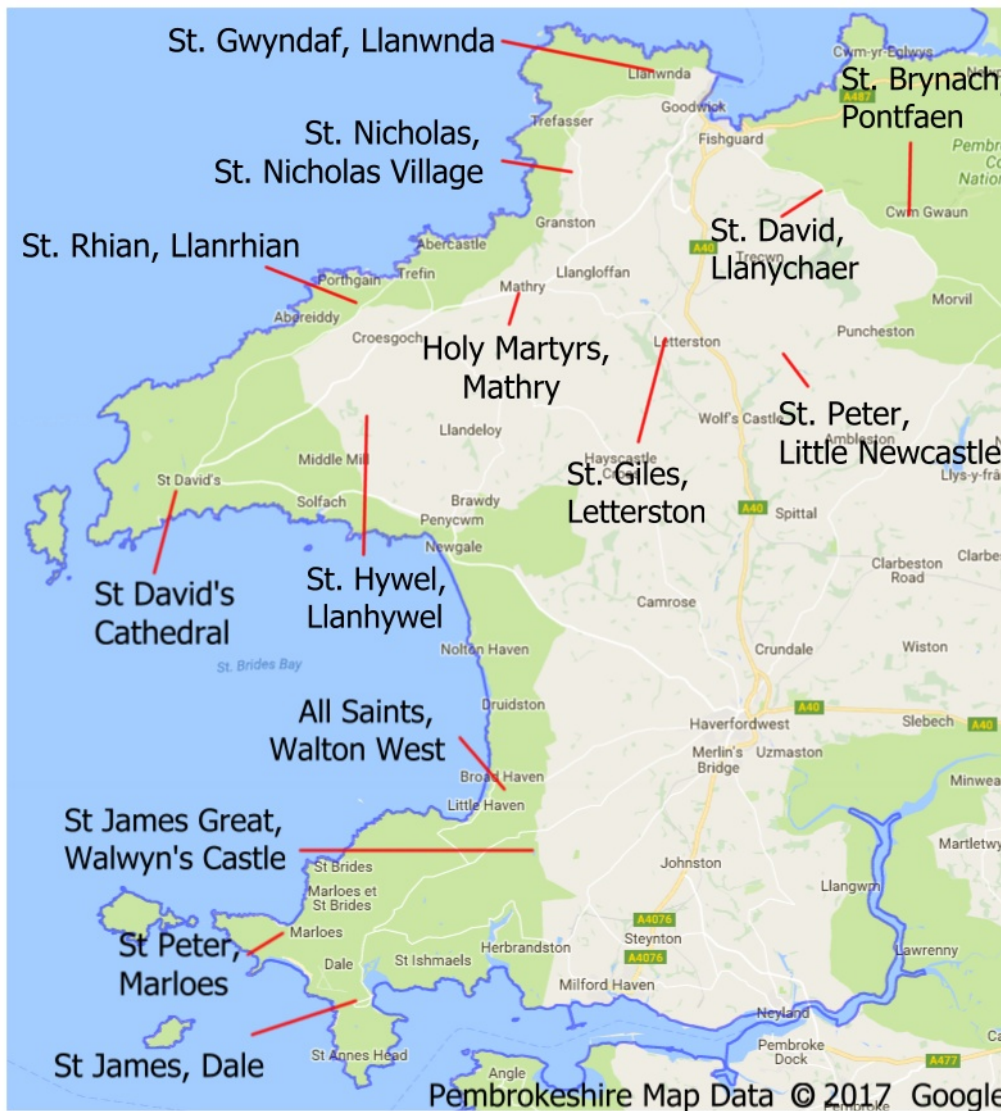 St. Gwyndaf, Llanwnda
Llanwnda
Cwm-yr-Eglwys
St. Brynach,
Pontfaen
A487
Goodwick
Trefasser
Fishguard
St. Nicholas,
St. Nicholas Village
Cwm Gwaun
Granston
St. David,
Llanychaer
A40
Trecwn
St. Rhian, Llanrhian
Abercastle
Trefin
Porthgain
Llangloffan
Mathry
Morvil
Abereiddy
Croesgoch
Puncheston
Letterston
Holy Martyrs,
Mathry
St. Peter,
Little Newcastle
Wolf's Castle
Ambleston
Llandeloy
Middle Mill
Hayscastle
St. Giles,
Letterston
St David's
Solfach
Brawdy
Penycwm
A40
Spittal
Newgale
St David's
Cathedral
St. Hywel,
Llanhywel
Clarbeston
Road
Camrose
St. Brides Bay
Nolton Haven
Crundale
Wiston
All Saints,
Walton West
Druidston
A40
Haverfordwest
Slebech
A40
Merlin's
Bridge
Uzmaston
Broad Haven
Little Haven
St James Great,
Walwyn's Castle
St Brides
Johnston
Marloes et
St Brides
Llangwm
A4076
Marloes
Steynton
St Peter,
Marloes
Herbrandston
A4076
Lawrenny
Dale
St Ishmaels
Milford Haven
Neyland
St James, Dale
St Annes Head
Pembroke
Dock
A477
Angle
Pembrokeshire Map Data © 2017 Google
Pembroke